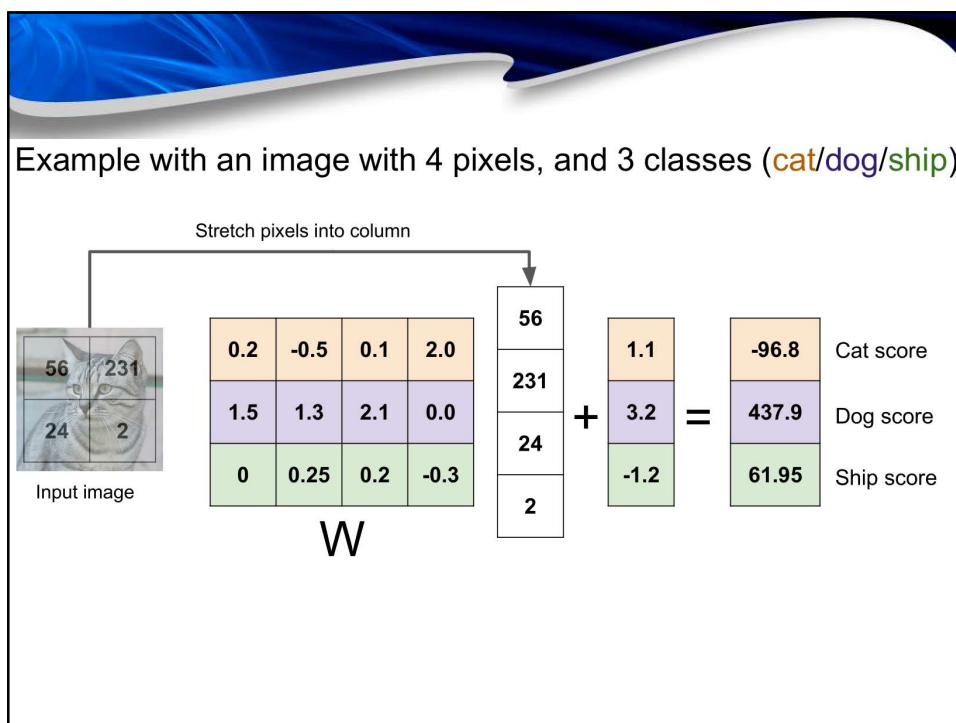 Example with an image with 4 pixels, and 3 classes (cat/dog/ship)
Stretch pixels into column
56 231
24 2
Input image
0.2 -0.5 0.1 2.0
1.5 1.3 2.1 0.0
0 0.25 0.2 -0.3
W
56
231
24
2
+
1.1
3.2
-1.2
=
-96.8 Cat score
437.9 Dog score
61.95 Ship score